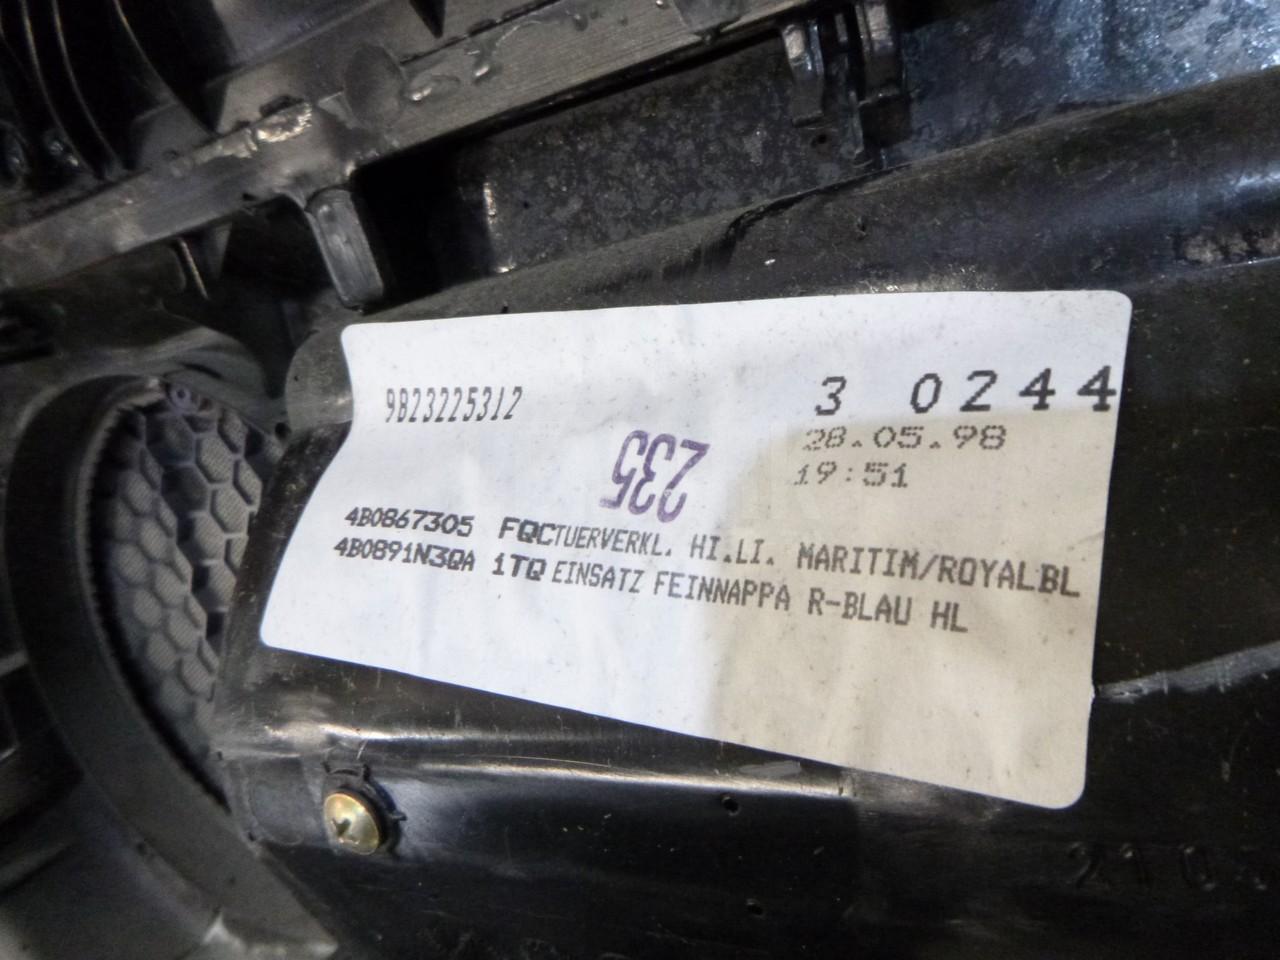 9823225312
3 0244
28.05.98
19:51
235
4B0867305 FQCTUERVERKL. HI.LI. MARITIM/ROYALBL
4B0891N3QA 1TQ EINSATZ FEINNAPPA R-BLAU HL